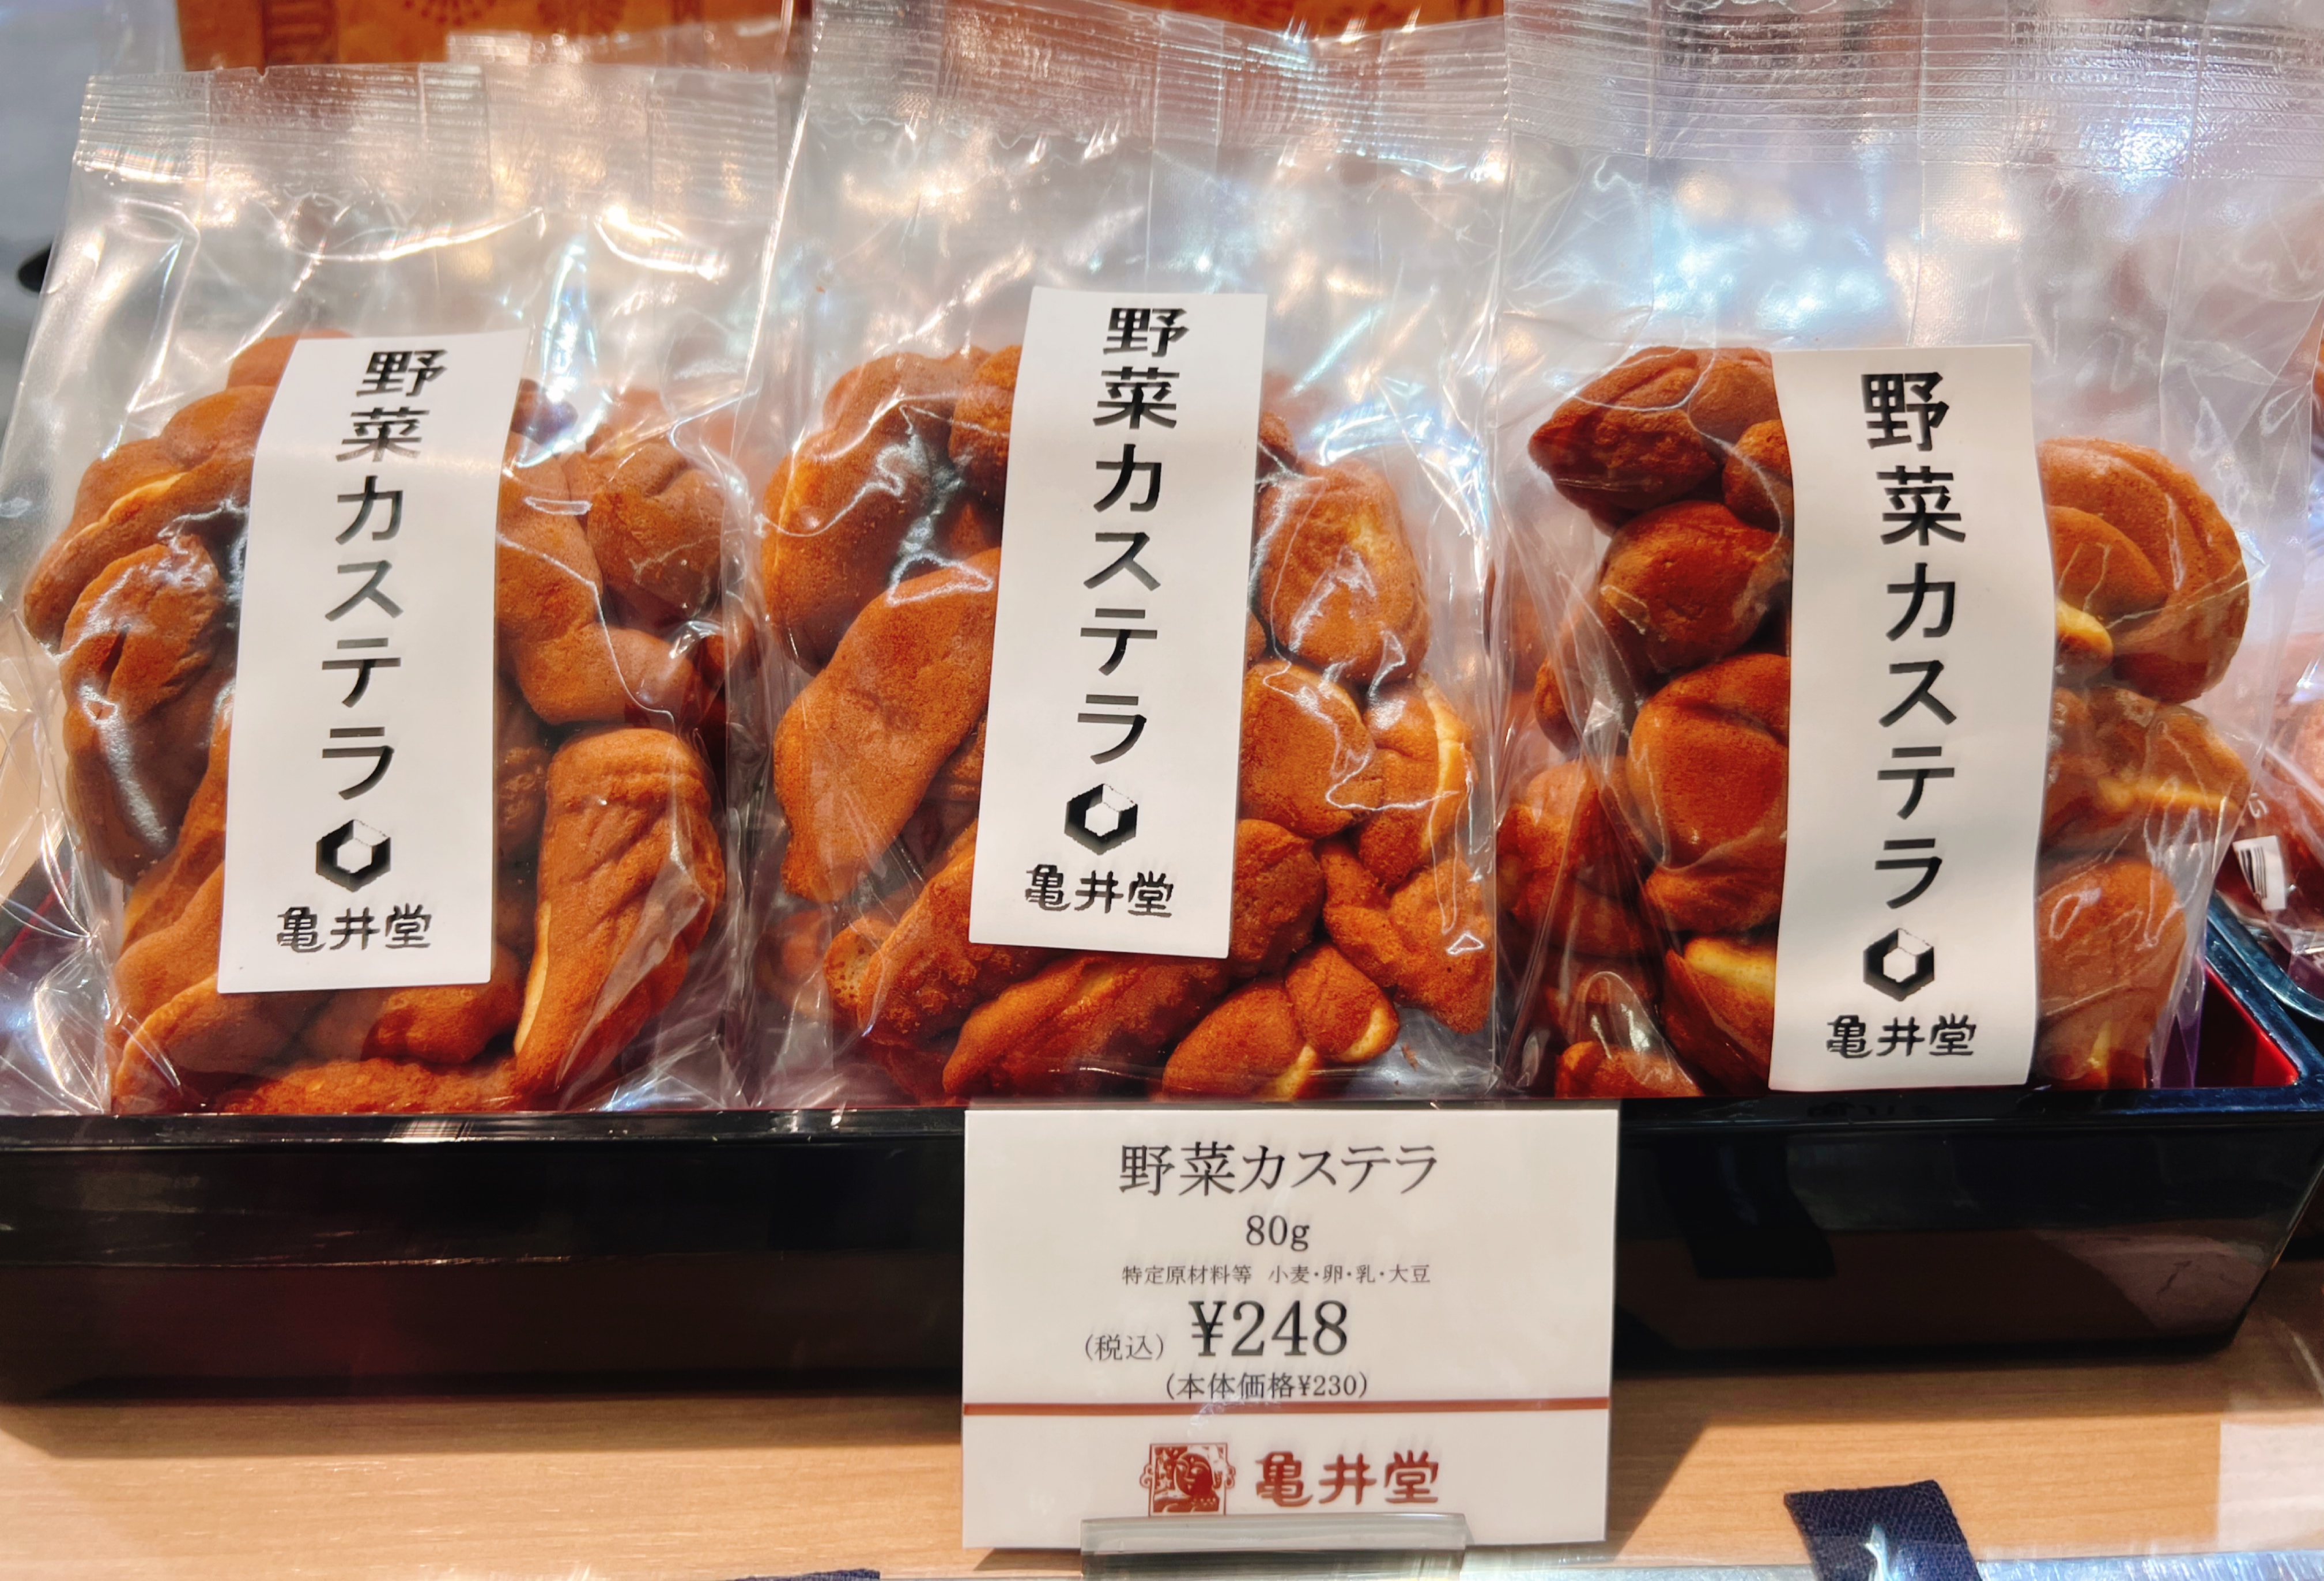 野菜カステラ
亀井堂
野菜カステラ
亀井堂
野菜カステラ
亀井堂
野菜カステラ
80g
特定原材料等 小麦・卵・乳・大豆
(税込) ¥248
(本体価格¥230)
亀井堂